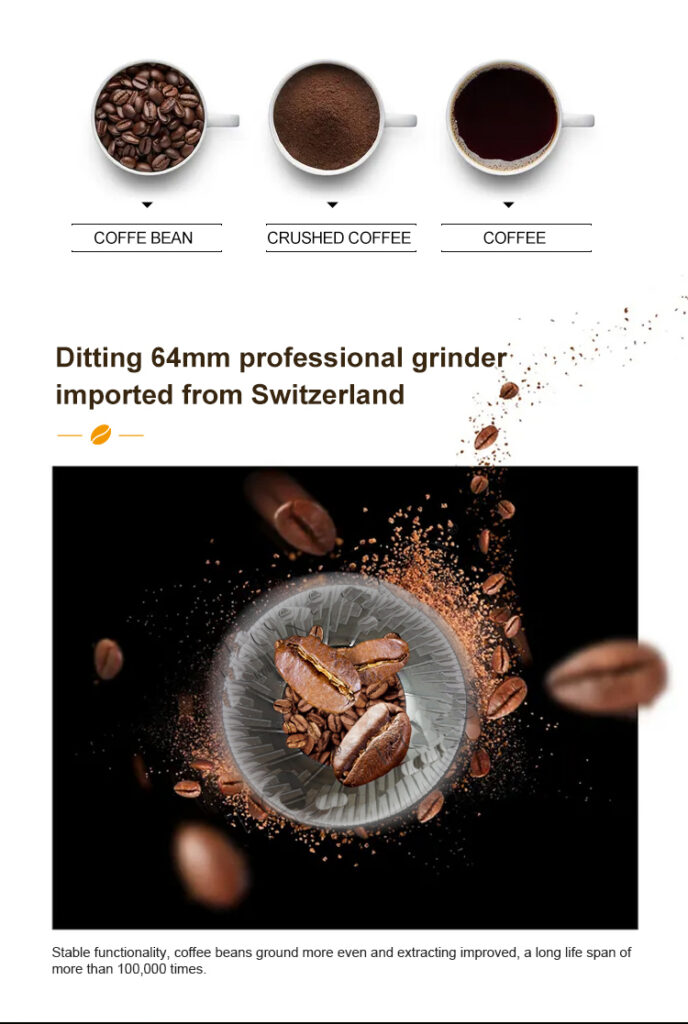 COFFE BEAN
CRUSHED COFFEE
COFFEE
Ditting 64mm professional grinder
imported from Switzerland
Stable functionality, coffee beans ground more even and extracting improved, a long life span of
more than 100,000 times.